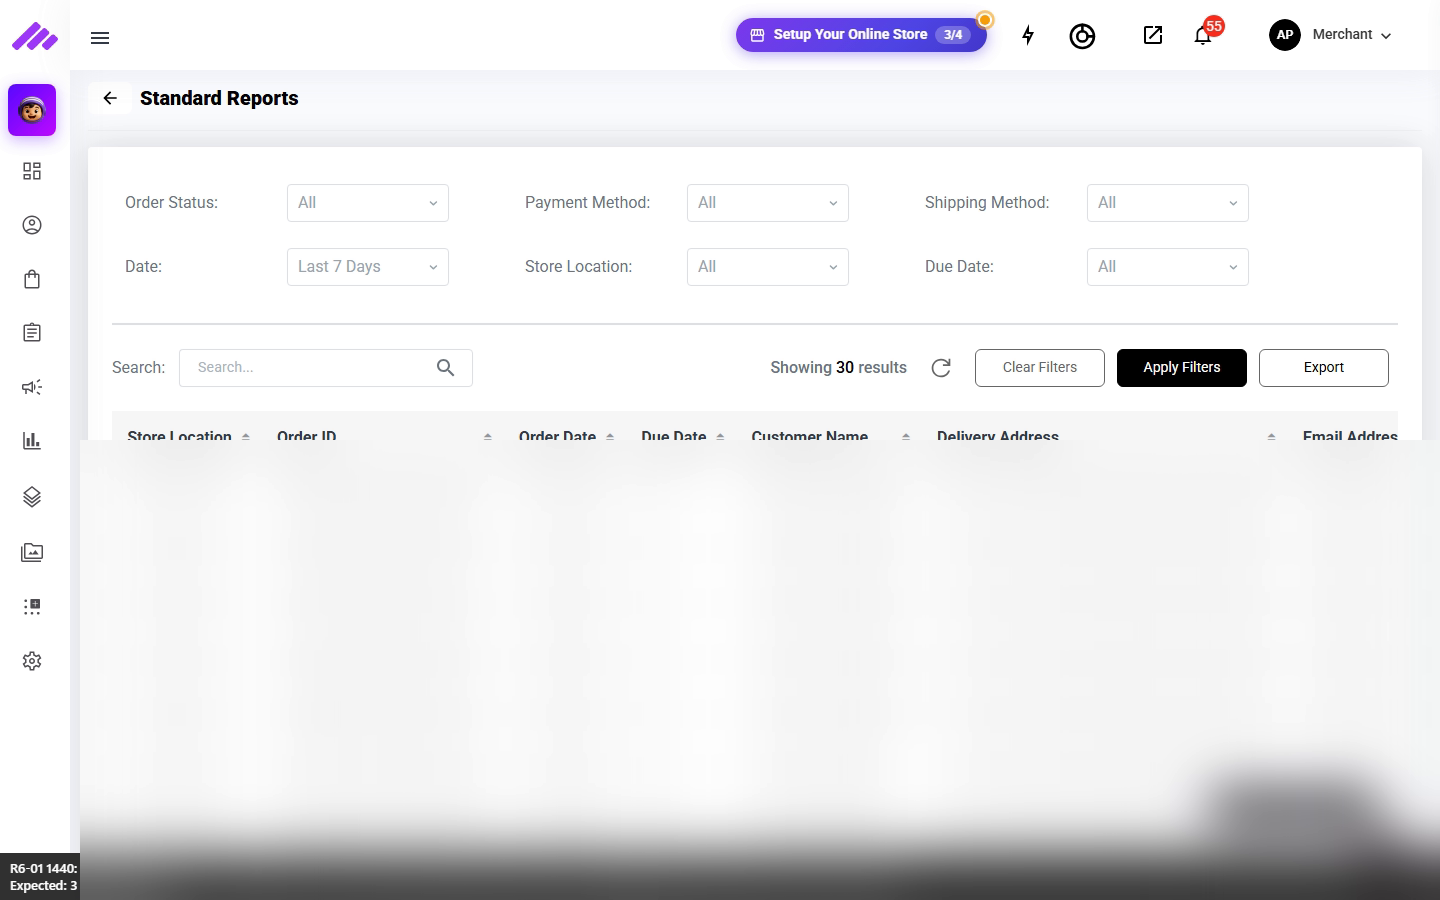 Setup Your Online Store 3/4
55
AP Merchant
Standard Reports
Order Status: All Payment Method: All Shipping Method: All
Date: Last 7 Days Store Location: All Due Date: All
Search: Search... Showing 30 results Clear Filters Apply Filters Export
Store Location Order ID Order Date Due Date Customer Name Delivery Address Email Addres
R6-01 1440:
Expected: 3